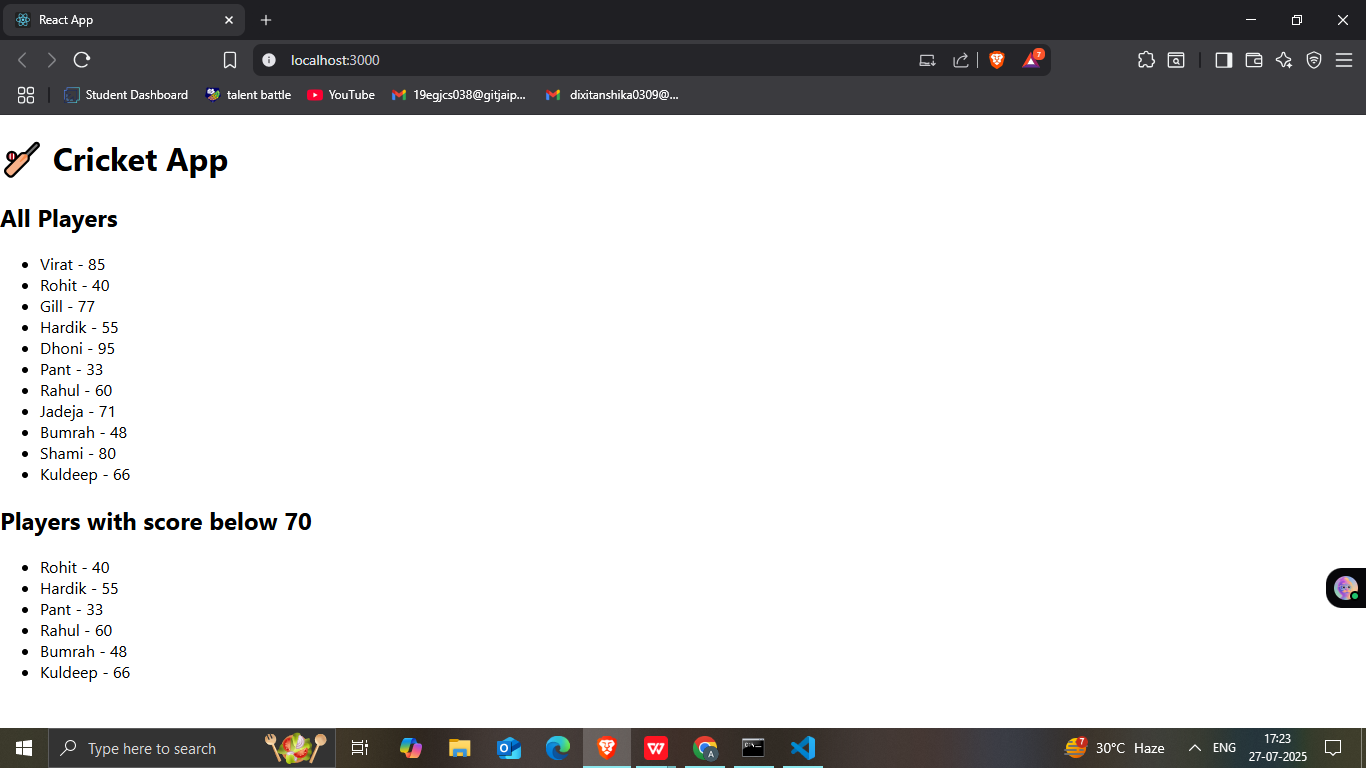 React App
localhost:3000
7
Student Dashboard talent battle YouTube 19egjcs038@gitjaip... dixitanshika0309@...
Cricket App
All Players
• Virat - 85
• Rohit - 40
• Gill - 77
• Hardik - 55
• Dhoni - 95
• Pant - 33
• Rahul - 60
• Jadeja - 71
• Bumrah - 48
• Shami - 80
• Kuldeep - 66
Players with score below 70
• Rohit - 40
• Hardik - 55
• Pant - 33
• Rahul - 60
• Bumrah - 48
• Kuldeep - 66
Type here to search
W
A
7
30°C Haze
ENG
17:23
27-07-2025